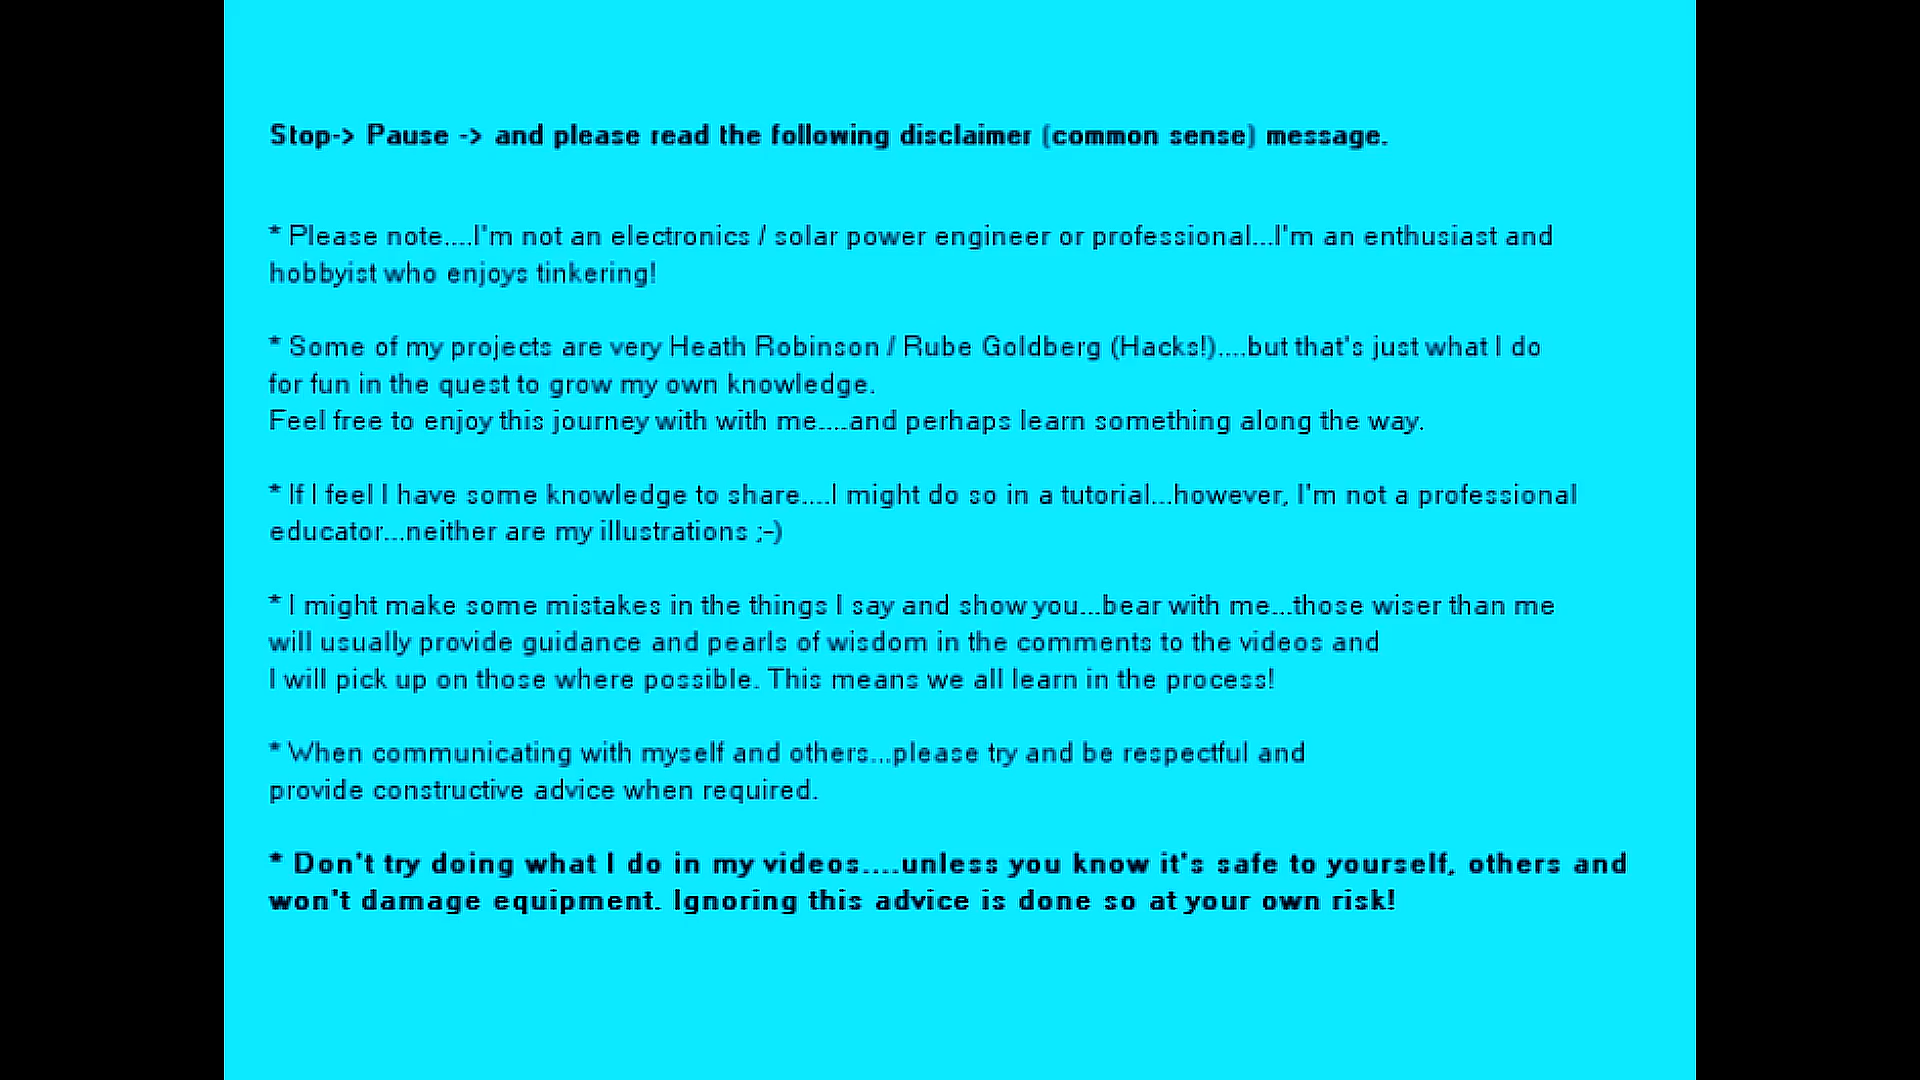 Stop-> Pause -> and please read the following disclaimer (common sense) message.
* Please note....I'm not an electronics / solar power engineer or professional...I'm an enthusiast and
hobbyist who enjoys tinkering!
* Some of my projects are very Heath Robinson / Rube Goldberg (Hacks!)....but that's just what I do
for fun in the quest to grow my own knowledge.
Feel free to enjoy this journey with with me....and perhaps learn something along the way.
* If I feel I have some knowledge to share....I might do so in a tutorial...however, I'm not a professional
educator...neither are my illustrations ;-)
* I might make some mistakes in the things I say and show you...bear with me...those wiser than me
will usually provide guidance and pearls of wisdom in the comments to the videos and
I will pick up on those where possible. This means we all learn in the process!
* When communicating with myself and others...please try and be respectful and
provide constructive advice when required.
* Don't try doing what I do in my videos....unless you know it's safe to yourself, others and
won't damage equipment. Ignoring this advice is done so at your own risk!